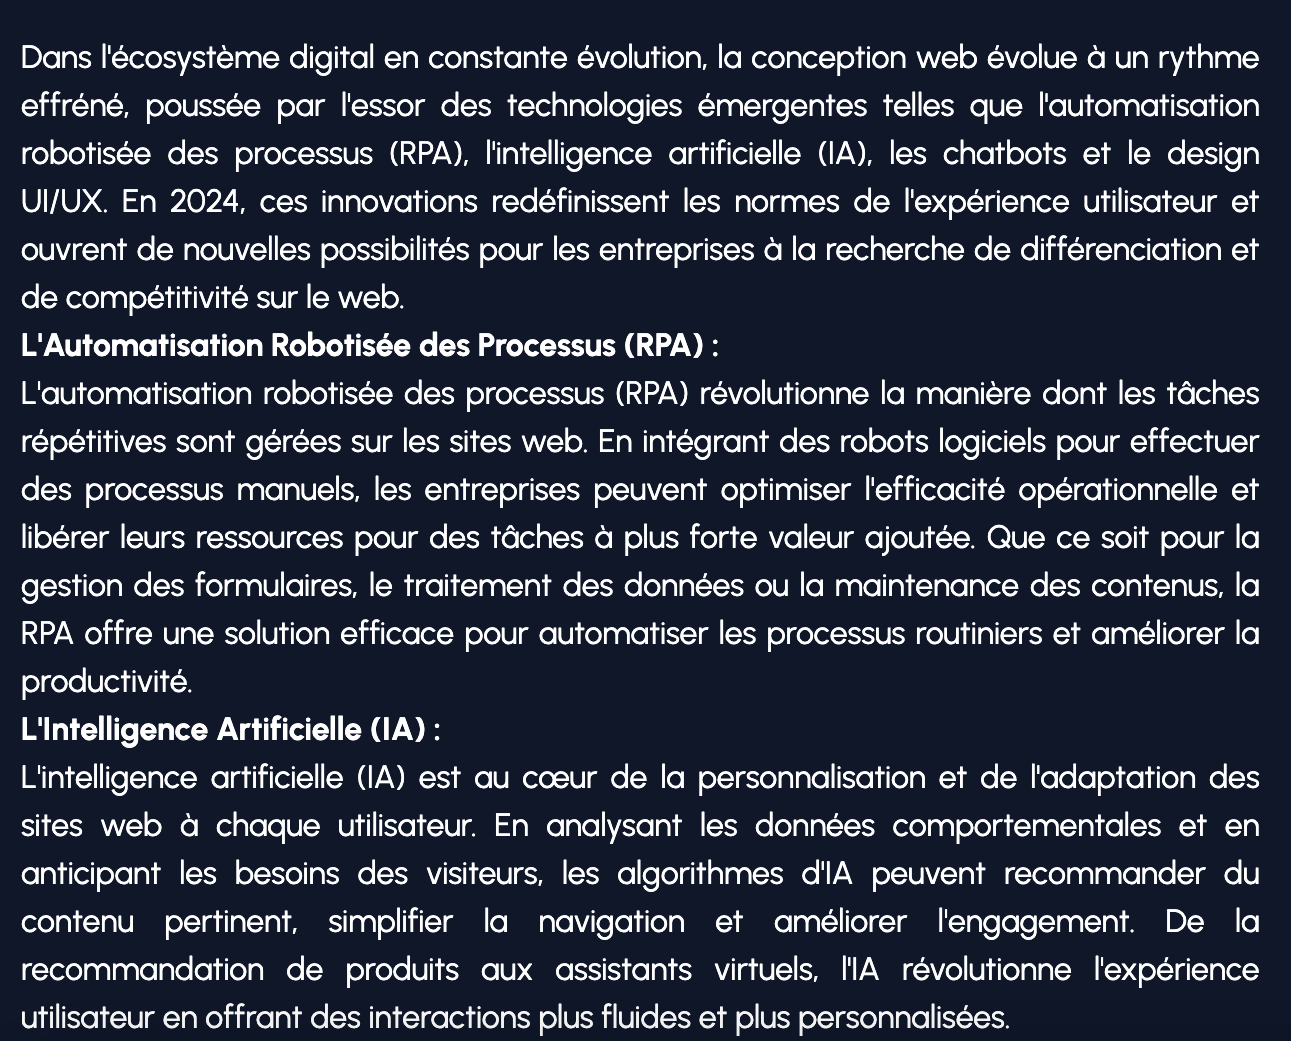 Dans l'écosystème digital en constante évolution, la conception web évolue à un rythme
effréné, poussée par l'essor des technologies émergentes telles que l'automatisation
robotisée des processus (RPA), l'intelligence artificielle (IA), les chatbots et le design
UI/UX. En 2024, ces innovations redéfinissent les normes de l'expérience utilisateur et
ouvrent de nouvelles possibilités pour les entreprises à la recherche de différenciation et
de compétitivité sur le web.
L'Automatisation Robotisée des Processus (RPA) :
L'automatisation robotisée des processus (RPA) révolutionne la manière dont les tâches
répétitives sont gérées sur les sites web. En intégrant des robots logiciels pour effectuer
des processus manuels, les entreprises peuvent optimiser l'efficacité opérationnelle et
libérer leurs ressources pour des tâches à plus forte valeur ajoutée. Que ce soit pour la
gestion des formulaires, le traitement des données ou la maintenance des contenus, la
RPA offre une solution efficace pour automatiser les processus routiniers et améliorer la
productivité.
L'Intelligence Artificielle (IA) :
L'intelligence artificielle (IA) est au cœur de la personnalisation et de l'adaptation des
sites web à chaque utilisateur. En analysant les données comportementales et en
anticipant les besoins des visiteurs, les algorithmes d'IA peuvent recommander du
contenu pertinent, simplifier la navigation et améliorer l'engagement. De la
recommandation de produits aux assistants virtuels, l'IA révolutionne l'expérience
utilisateur en offrant des interactions plus fluides et plus personnalisées.